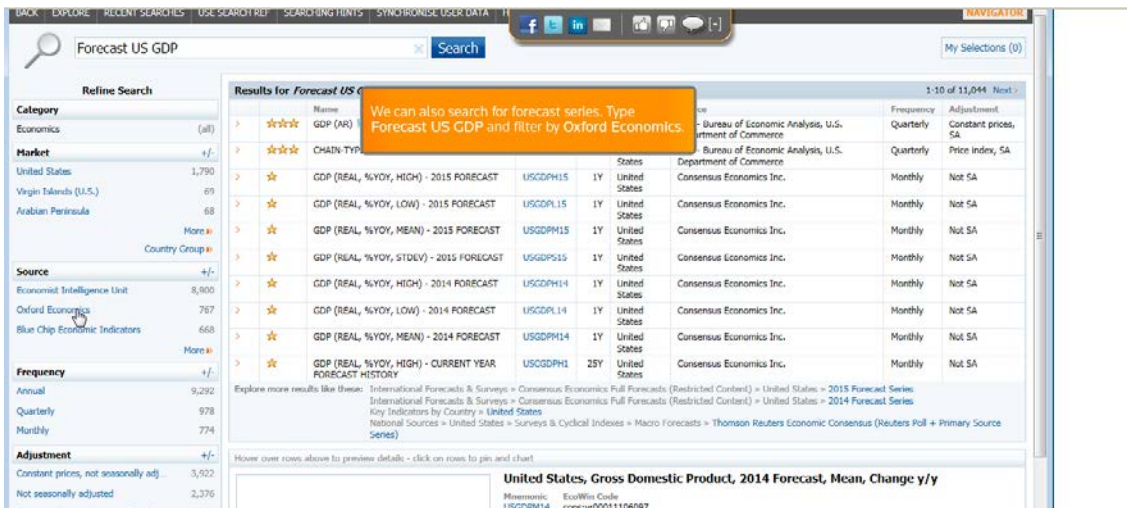 BACK EXPLORE RECENT SEARCHES USE SEARCH REF SEARCHING HINTS SYNCHRONISE USER DATA NAVIGATOR
Forecast US GDP Search My Selections (0)
Refine Search
Category
Economics (all)
Market +/-
United States 1,790
Virgin Islands (U.S.) 69
Arabian Peninsula 68
More
Country Group
Source +/-
Economist Intelligence Unit 8,900
Oxford Economics 767
Blue Chip Economic Indicators 668
More
Frequency +/-
Annual 9,292
Quarterly 978
Monthly 774
Adjustment +/-
Constant prices, not seasonally adj... 3,922
Not seasonally adjusted 2,376
Results for Forecast US 1-10 of 11,044 Next
We can also search for forecast series. Type
Forecast US GDP and filter by Oxford Economics.
Name Frequency Adjustment
GDP (AR) - Bureau of Economic Analysis, U.S. Quarterly Constant prices,
of Commerce SA
CHAIN-TYP - Bureau of Economic Analysis, U.S. Quarterly Price index, SA
States Department of Commerce
GDP (REAL, %YOY, HIGH) - 2015 FORECAST USGDPH15 1Y United Consensus Economics Inc. Monthly Not SA
States
GDP (REAL, %YOY, LOW) - 2015 FORECAST USGDPL15 1Y United Consensus Economics Inc. Monthly Not SA
States
GDP (REAL, %YOY, MEAN) - 2015 FORECAST USGDPM15 1Y United Consensus Economics Inc. Monthly Not SA
States
GDP (REAL, %YOY, STDEV) - 2015 FORECAST USGDPS15 1Y United Consensus Economics Inc. Monthly Not SA
States
GDP (REAL, %YOY, HIGH) - 2014 FORECAST USGDPH14 1Y United Consensus Economics Inc. Monthly Not SA
States
GDP (REAL, %YOY, LOW) - 2014 FORECAST USGDPL14 1Y United Consensus Economics Inc. Monthly Not SA
States
GDP (REAL, %YOY, MEAN) - 2014 FORECAST USGDPM14 1Y United Consensus Economics Inc. Monthly Not SA
States
GDP (REAL, %YOY, HIGH) - CURRENT YEAR USCGDPH1 25Y United Consensus Economics Inc. Monthly Not SA
FORECAST HISTORY States
Explore more results like these: International Forecasts & Surveys » Consensus Economics Full Forecasts (Restricted Content) » United States » 2015 Forecast Series
International Forecasts & Surveys » Consensus Economics Full Forecasts (Restricted Content) » United States » 2014 Forecast Series
Key Indicators by Country » United States
National Sources » United States » Surveys & Cyclical Indexes » Macro Forecasts » Thomson Reuters Economic Consensus (Reuters Poll + Primary Source
Series)
Hover over rows above to preview details - click on rows to pin and chart
United States, Gross Domestic Product, 2014 Forecast, Mean, Change y/y
Mnemonic EcoWin Code
USGDPM14